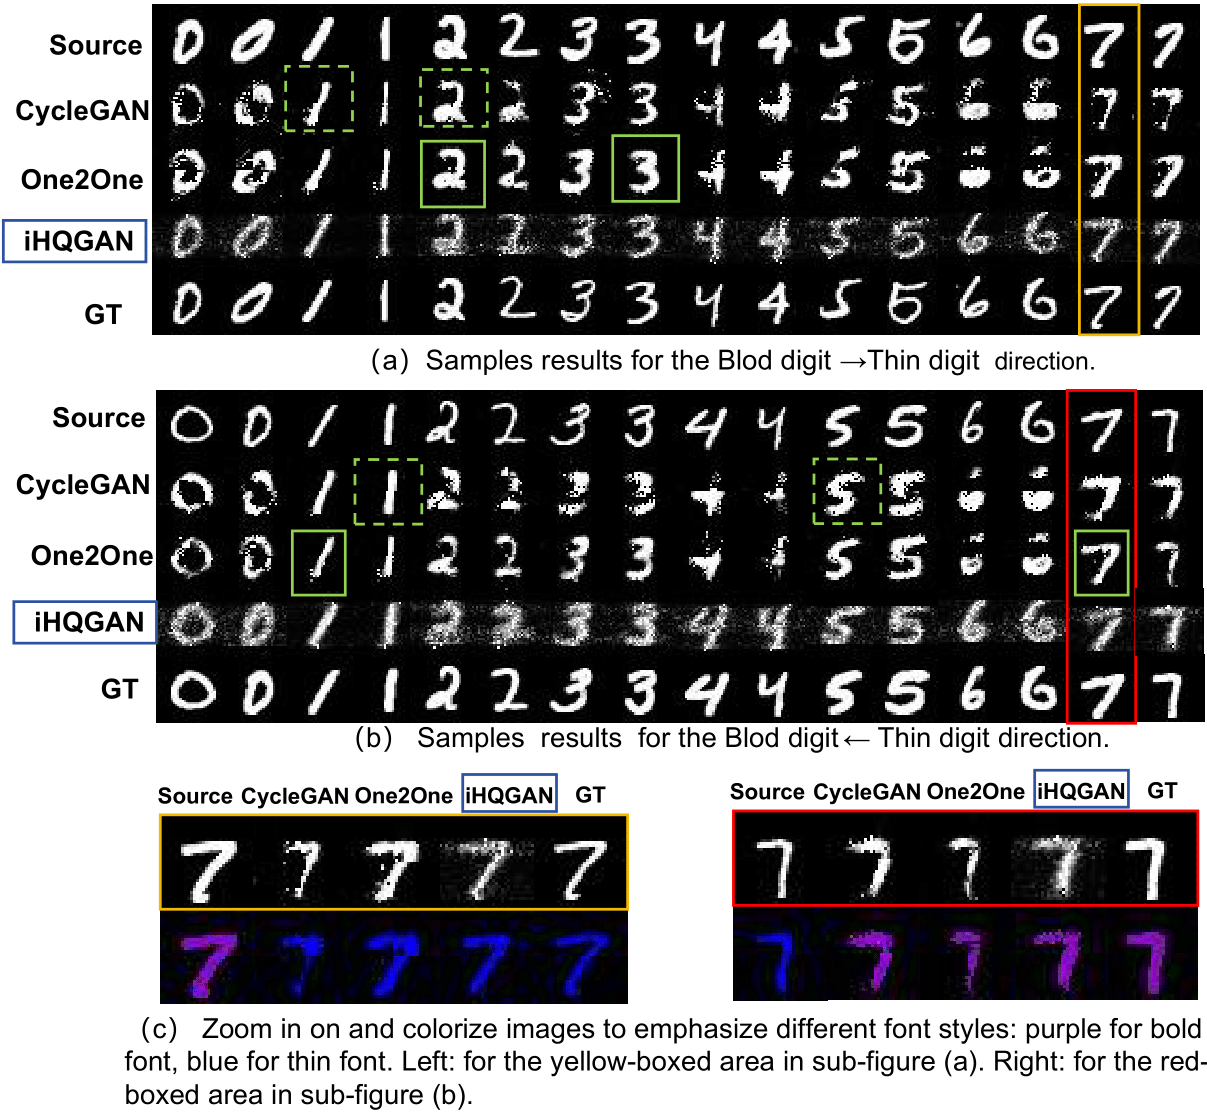 Source
CycleGAN
One2One
iHQGAN
GT
（a） Samples results for the Blod digit →Thin digit direction.
Source
CycleGAN
One2One
iHQGAN
GT
（b） Samples results for the Blod digit ← Thin digit direction.
Source CycleGAN One2One iHQGAN GT
Source CycleGAN One2One iHQGAN GT
（c） Zoom in on and colorize images to emphasize different font styles: purple for bold
font, blue for thin font. Left: for the yellow-boxed area in sub-figure (a). Right: for the red-
boxed area in sub-figure (b).